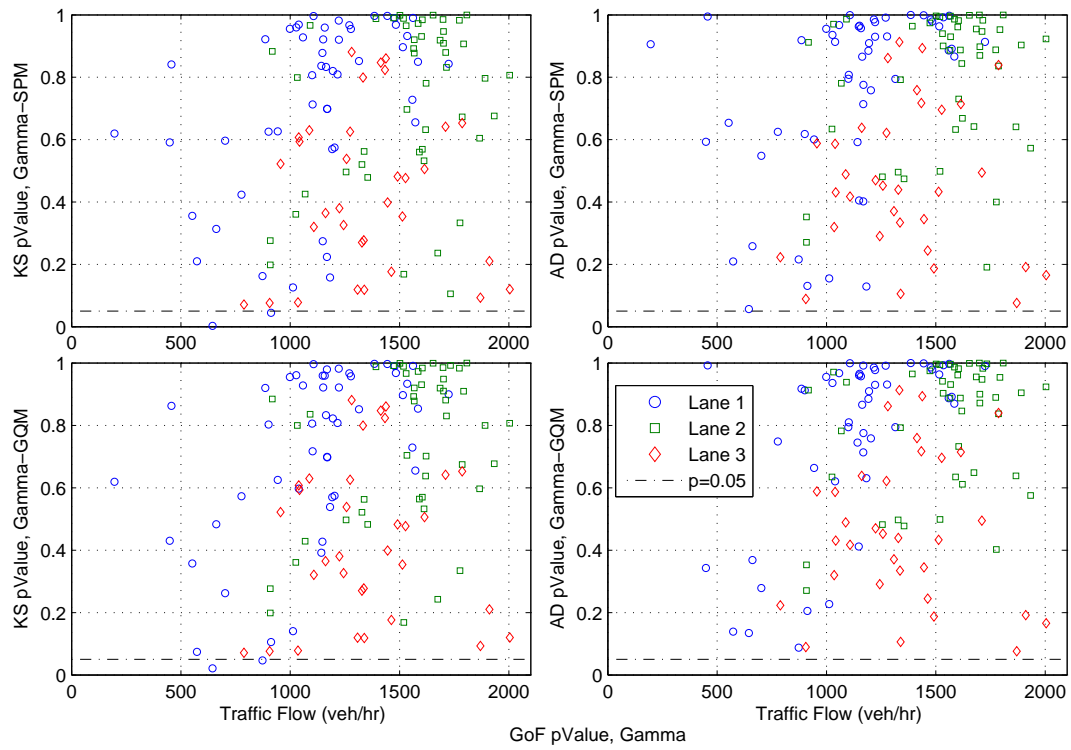 1
0.8
0.6
0.4
0.2
0
KS pValue, Gamma−SPM
0 500 1000 1500 2000
1
0.8
0.6
0.4
0.2
0
AD pValue, Gamma−SPM
0 500 1000 1500 2000
1
0.8
0.6
0.4
0.2
0
KS pValue, Gamma−GQM
0 500 1000 1500 2000
Traffic Flow (veh/hr)
1
0.8
0.6
0.4
0.2
0
AD pValue, Gamma−GQM
Lane 1
Lane 2
Lane 3
p=0.05
0 500 1000 1500 2000
Traffic Flow (veh/hr)
GoF pValue, Gamma